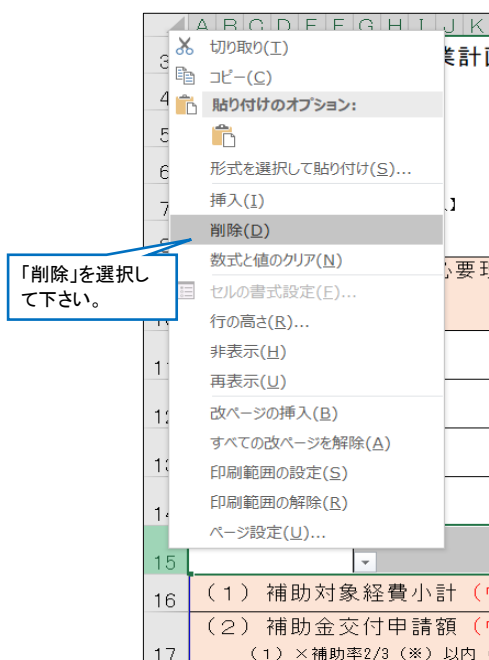 A B C D E F G H I J K
3
業計
切り取り(T)
コピー(C)
4
貼り付けのオプション:
5
6
形式を選択して貼り付け(S)...
7
挿入(I)
】
削除(D)
数式と値のクリア(N)
要
「削除」を選択し
て下さい。
セルの書式設定(F)...
行の高さ(R)...
11
非表示(H)
再表示(U)
12
改ページの挿入(B)
すべての改ページを解除(A)
13
印刷範囲の設定(S)
印刷範囲の解除(R)
14
ページ設定(U)...
15
16 (1) 補助対象経費小計 (
(2) 補助金交付申請額 (
17 (1)×補助率2/3(※)以内